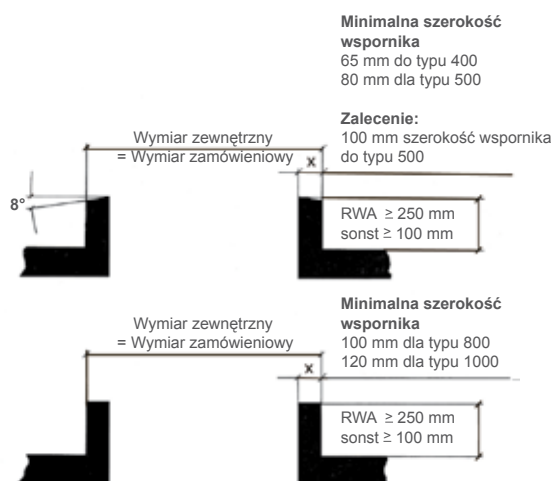 Minimalna szerokość
wspornika
65 mm do typu 400
80 mm dla typu 500
Zalecenie:
100 mm szerokość wspornika
do typu 500
Wymiar zewnętrzny
= Wymiar zamówieniowy
x
8°
RWA ≥ 250 mm
sonst ≥ 100 mm
Minimalna szerokość
wspornika
100 mm dla typu 800
120 mm dla typu 1000
Wymiar zewnętrzny
= Wymiar zamówieniowy
x
RWA ≥ 250 mm
sonst ≥ 100 mm